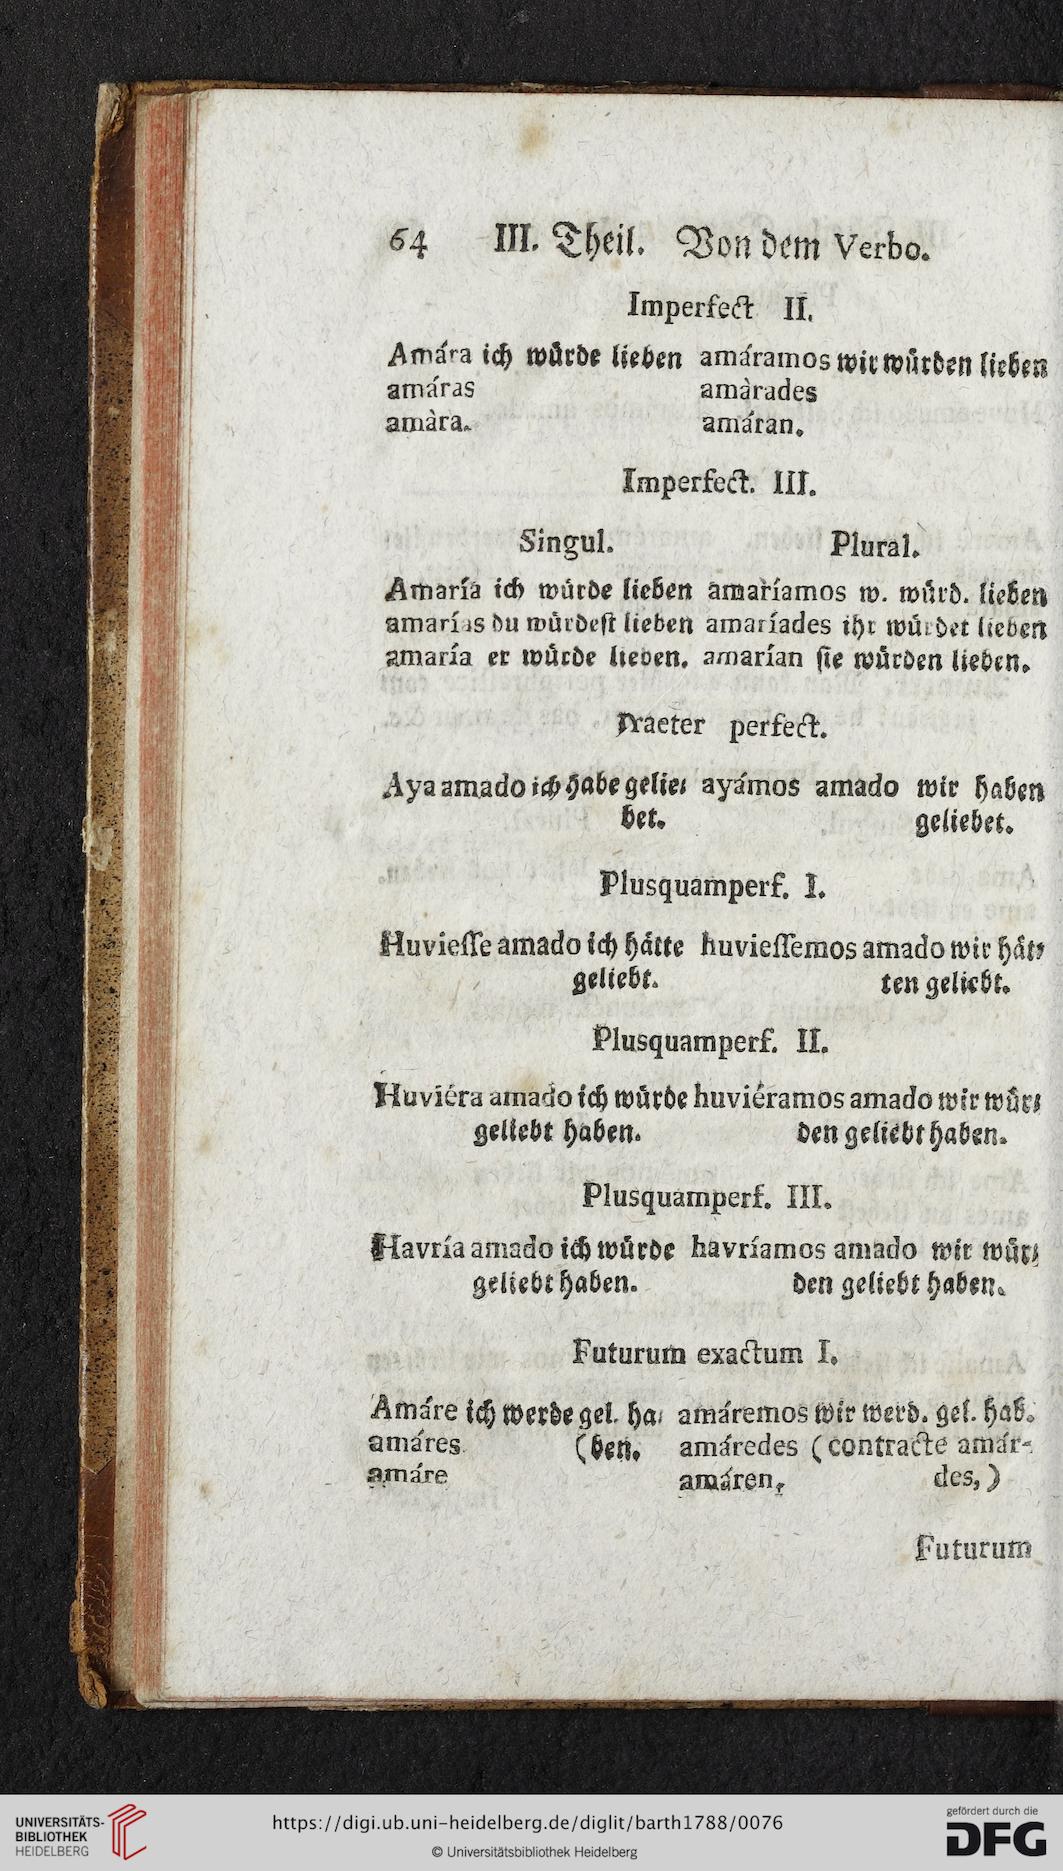 64 III. Theil. Von dem Verbo.
Imperfect II.
Amára ich würde lieben amáramos wir würden lieben
amáras amàrades
amàra. amáran.
Imperfect. III.
Singul. Plural.
Amaría ich würde lieben amaríamos w. würd. lieben
amarías du würdest lieben amaríades ihr würdet lieben
amaría er würde lieben. amarían sie würden lieben.
Praeter perfect.
Aya amado ich habe gelie- ayámos amado wir haben
bet. geliebet.
Plusquamperf. I.
Huviesse amado ich hätte huviessemos amado wir hät-
geliebt. ten geliebt.
Plusquamperf. II.
Huviéra amado ich würde huviéramos amado wir wür-
geliebt haben. den geliebt haben.
Plusquamperf. III.
Havría amado ich würde havríamos amado wir wür-
geliebt haben. den geliebt haben.
Futurum exactum I.
Amáre ich werde gel. ha- amáremos wir werd. gel. hab.
amáres (ben. amáredes (contracte amár-
amáre amáren, des,)
Futurum
UNIVERSITÄTS-
BIBLIOTHEK
HEIDELBERG
https://digi.ub.uni-heidelberg.de/diglit/barth1788/0076
© Universitätsbibliothek Heidelberg
gefördert durch die
DFG